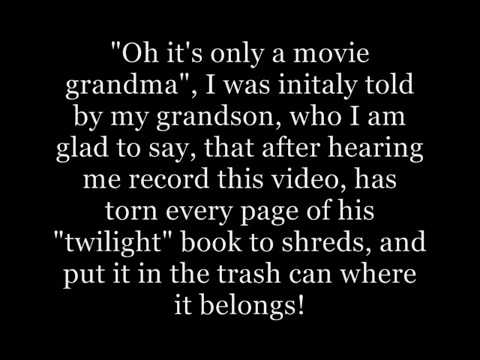 "Oh it's only a movie
grandma", I was initaly told
by my grandson, who I am
glad to say, that after hearing
me record this video, has
torn every page of his
"twilight" book to shreds, and
put it in the trash can where
it belongs!